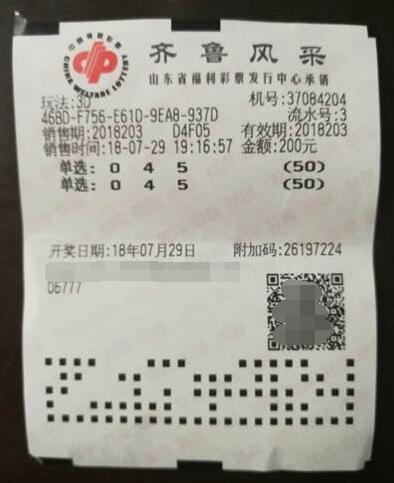 中国福利彩票
CHINA WELFARE LOTTERY
齐鲁风采
山东省福利彩票发行中心承销
玩法:3D 机号:37084204
468D-F756-E61D-9EA8-937D 流水号:3
销售期:2018203 D4F05 有效期:2018203
销售时间:18-07-29 19:16:57 金额:200元
单选: 0 4 5 (50)
单选: 0 4 5 (50)
开奖日期:18年07月29日 附加码:26197224
D6777